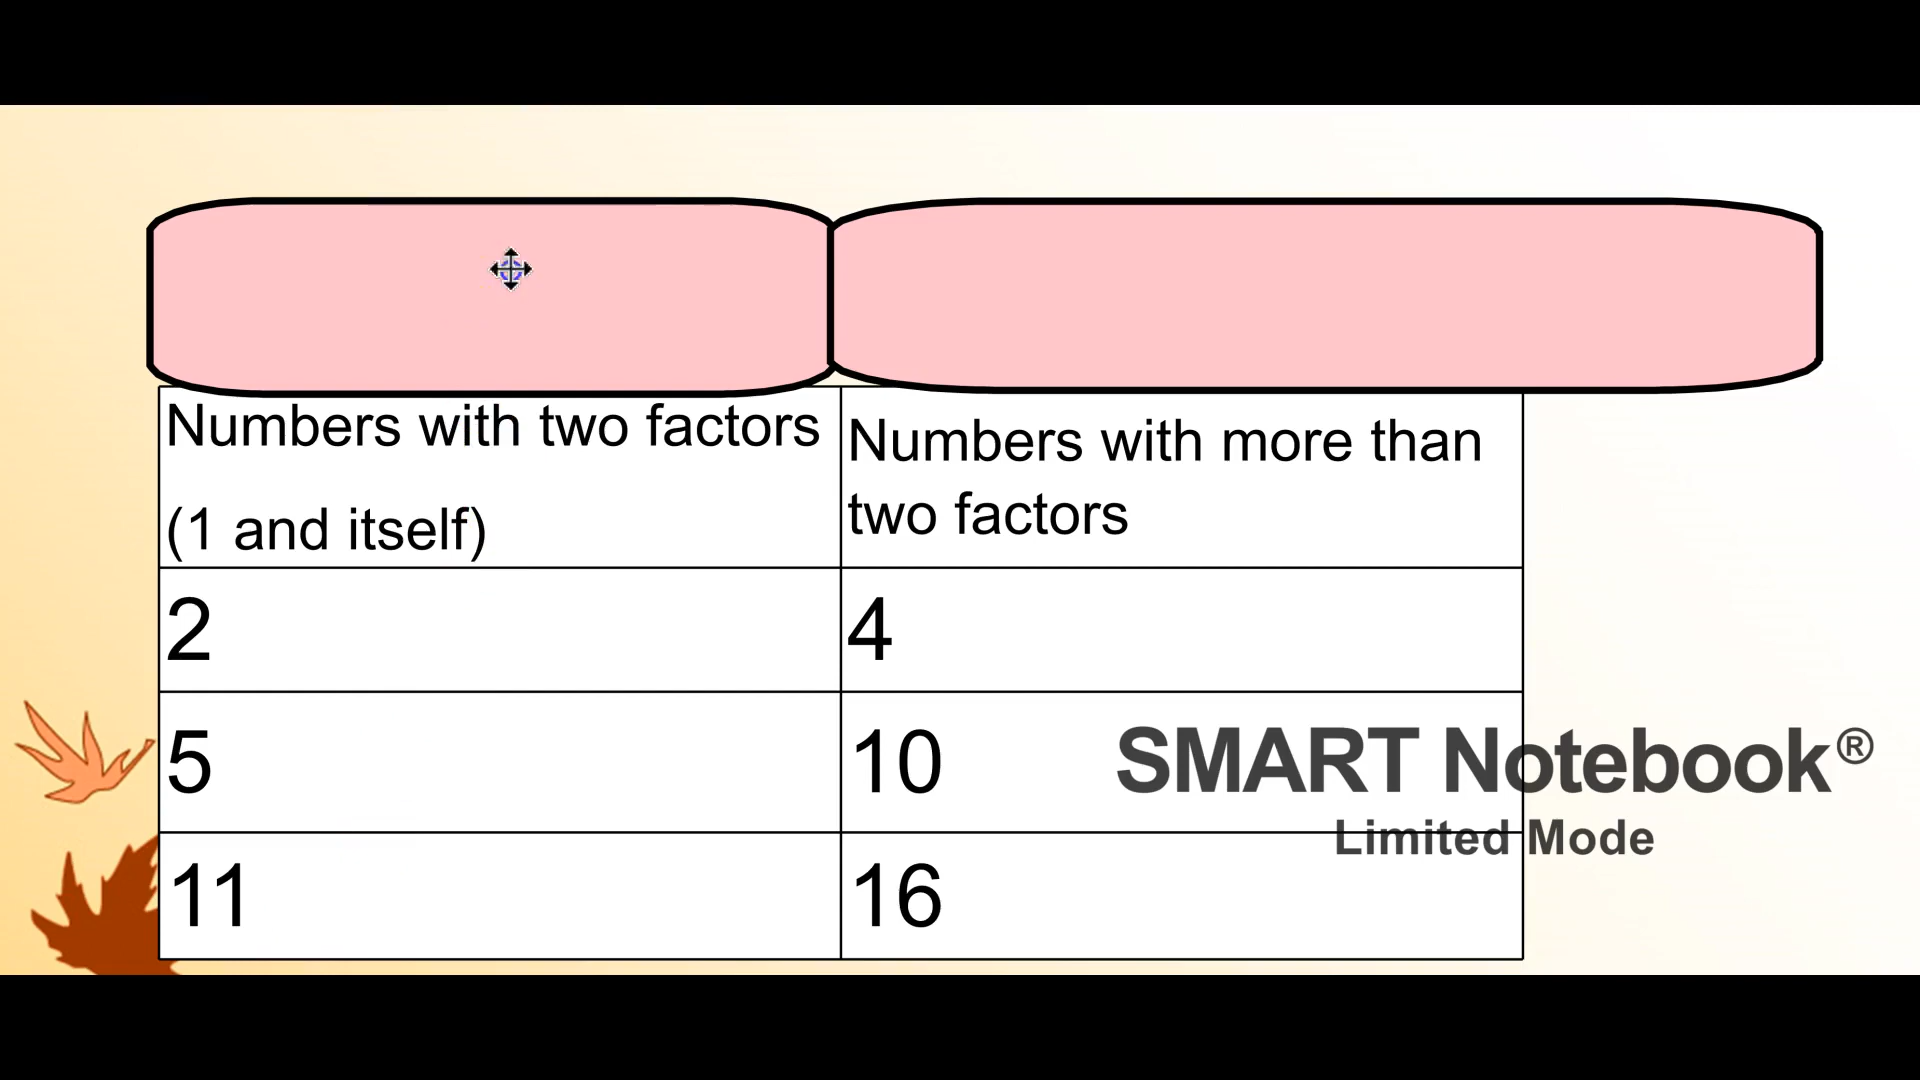 Numbers with two factors
(1 and itself)
Numbers with more than
two factors
2
4
5
10
11
16
SMART Notebook®
Limited Mode